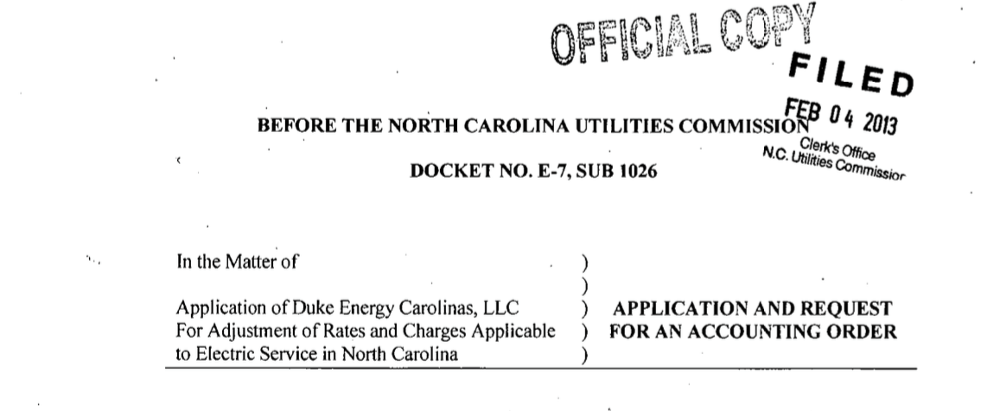 OFFICIAL COPY
FILED
FEB 04 2013
Clerk's Office
N.C. Utilities Commission
BEFORE THE NORTH CAROLINA UTILITIES COMMISSION
DOCKET NO. E-7, SUB 1026
In the Matter of )
)
Application of Duke Energy Carolinas, LLC ) APPLICATION AND REQUEST
For Adjustment of Rates and Charges Applicable ) FOR AN ACCOUNTING ORDER
to Electric Service in North Carolina )